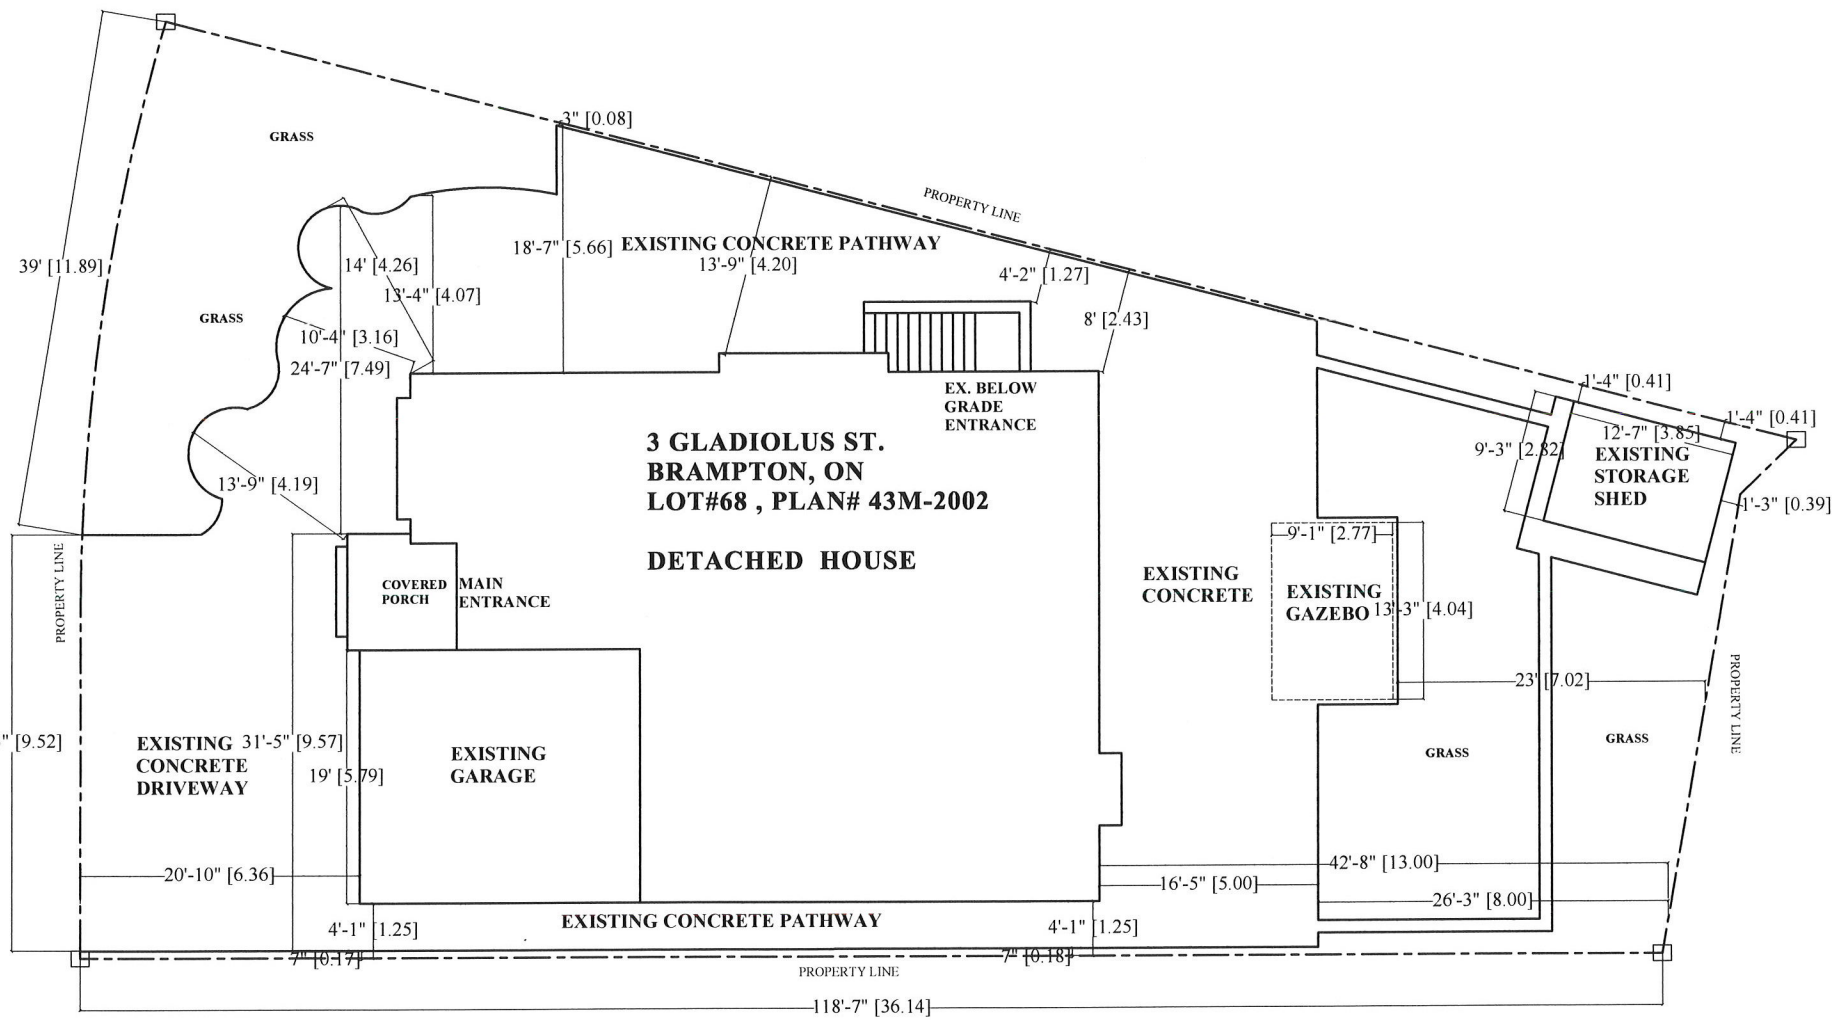 3" [0.08]
GRASS
PROPERTY LINE
39' [11.89]
14' [4.26]
13'-4" [4.07]
18'-7" [5.66]
EXISTING CONCRETE PATHWAY
13'-9" [4.20]
4'-2" [1.27]
8' [2.43]
GRASS
10'-4" [3.16]
24'-7" [7.49]
13'-9" [4.19]
EX. BELOW
GRADE
ENTRANCE
1'-4" [0.41]
1'-4" [0.41]
12'-7" [3.85]
9'-3" [2.82]
EXISTING
STORAGE
SHED
1'-3" [0.39]
3 GLADIOLUS ST.
BRAMPTON, ON
LOT#68 , PLAN# 43M-2002
DETACHED HOUSE
PROPERTY LINE
COVERED
PORCH
MAIN
ENTRANCE
EXISTING
CONCRETE
9'-1" [2.77]
EXISTING
GAZEBO
13'-3" [4.04]
23' [7.02]
PROPERTY LINE
" [9.52]
EXISTING
CONCRETE
DRIVEWAY
31'-5" [9.57]
19' [5.79]
EXISTING
GARAGE
GRASS
GRASS
20'-10" [6.36]
42'-8" [13.00]
16'-5" [5.00]
26'-3" [8.00]
4'-1" [1.25]
EXISTING CONCRETE PATHWAY
4'-1" [1.25]
7" [0.17]
7" [0.18]
PROPERTY LINE
118'-7" [36.14]